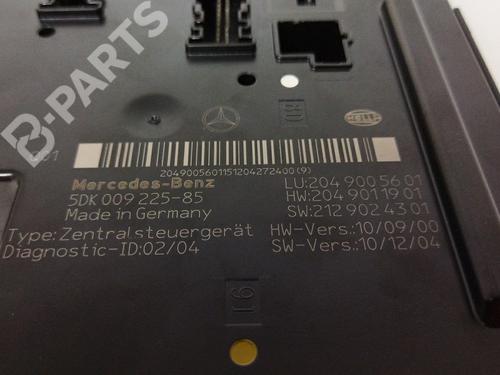 B-PARTS
HELLA
2049005601151204272400(9)
Mercedes-Benz
5DK 009 225-85
Made in Germany
Type: Zentralsteuergerät
Diagnostic-ID:02/04
LU:204 900 56 01
HW:204 901 19 01
SW:212 902 43 01
HW-Vers.:10/09/00
SW-Vers.:10/12/04